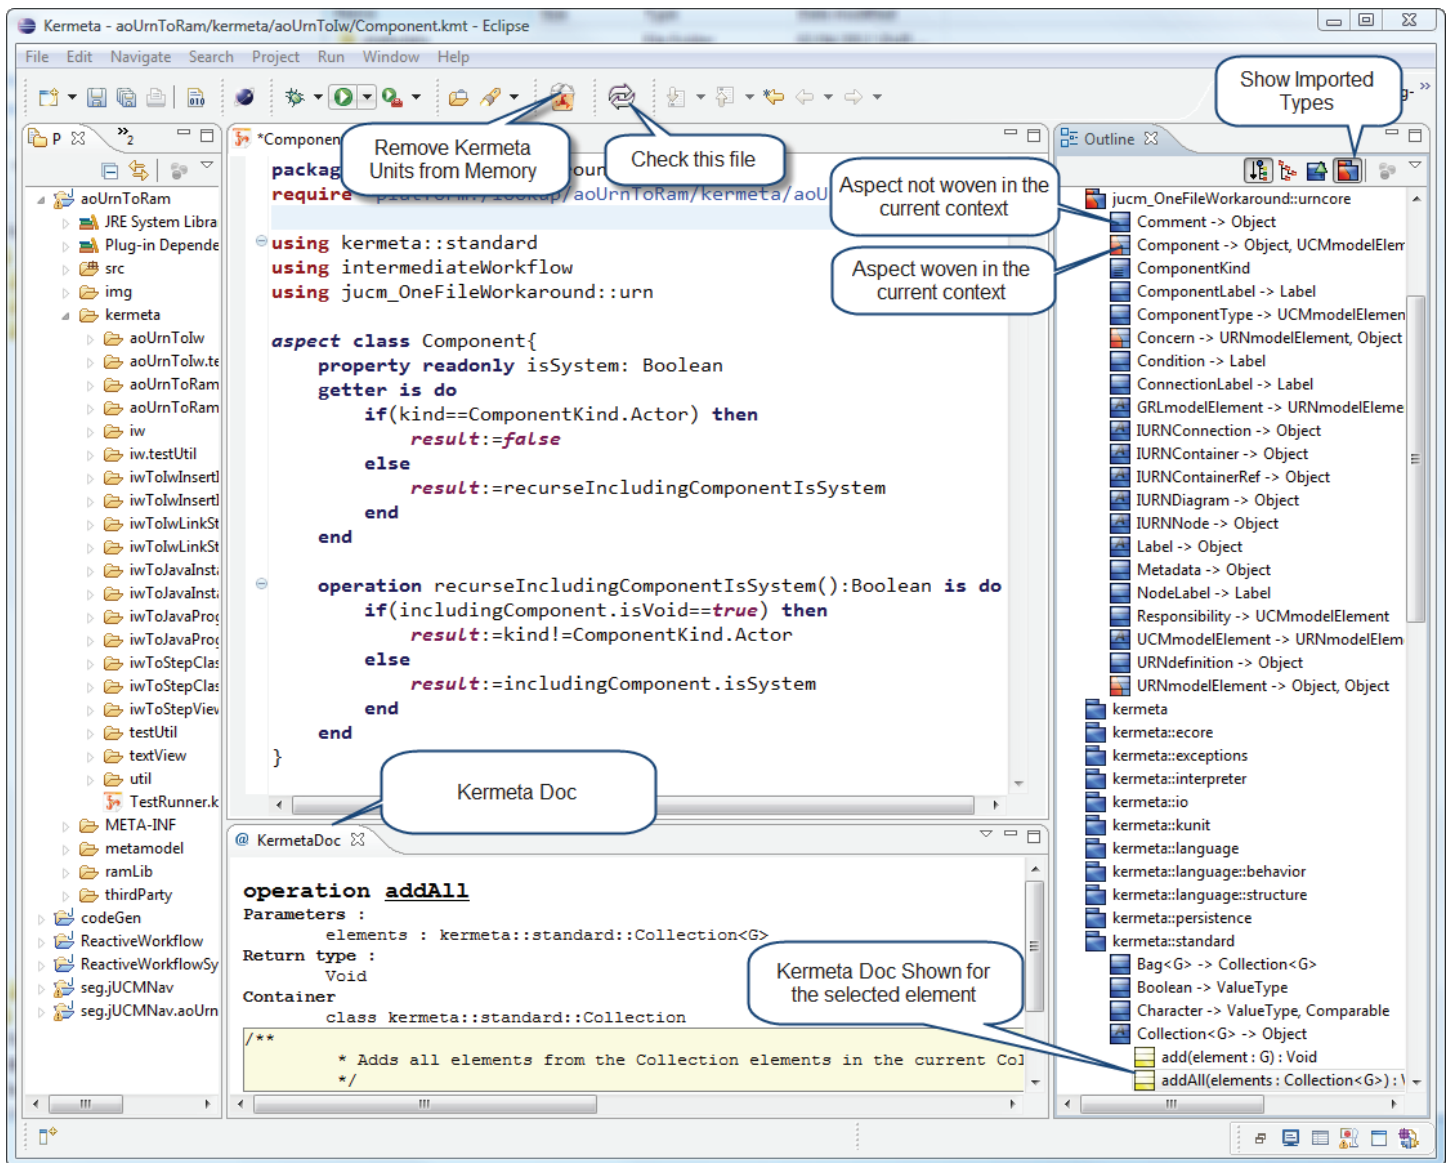 Kermeta - aoUrnToRam/kermeta/aoUrnToIw/Component.kmt - Eclipse
File Edit Navigate Search Project Run Window Help
Show Imported
Types
Remove Kermeta
Units from Memory
Check this file
Aspect not woven in the
current context
Aspect woven in the
current context
P
2
aoUrnToRam
JRE System Libra
Plug-in Depende
src
img
kermeta
aoUrnToIw
aoUrnToIw.te
aoUrnToRam
aoUrnToRam
iw
iw.testUtil
iwToIwInsertI
iwToIwInsertI
iwToIwLinkSt
iwToIwLinkSt
iwToJavaInsta
iwToJavaInsta
iwToJavaProg
iwToJavaProg
iwToStepClas
iwToStepClas
iwToStepView
testUtil
textView
util
TestRunner.k
META-INF
metamodel
ramLib
thirdParty
codeGen
ReactiveWorkflow
ReactiveWorkflowSy
seg.jUCMNav
seg.jUCMNav.aoUrn
*Componen
packag
require
using kermeta::standard
using intermediateWorkflow
using jucm_OneFileWorkaround::urn
aspect class Component{
property readonly isSystem: Boolean
getter is do
if(kind==ComponentKind.Actor) then
result:=false
else
result:=recurseIncludingComponentIsSystem
end
end
operation recurseIncludingComponentIsSystem():Boolean is do
if(includingComponent.isVoid==true) then
result:=kind!=ComponentKind.Actor
else
result:=includingComponent.isSystem
end
end
}
Kermeta Doc
KermetaDoc
operation addAll
Parameters :
elements : kermeta::standard::Collection<G>
Return type :
Void
Container
class kermeta::standard::Collection
/**
* Adds all elements from the Collection elements in the current Col
*/
Kermeta Doc Shown for
the selected element
Outline
jucm_OneFileWorkaround::urncore
Comment -> Object
Component -> Object, UCMmodelElem
ComponentKind
ComponentLabel -> Label
ComponentType -> UCMmodelElemen
Concern -> URNmodelElement, Object
Condition -> Label
ConnectionLabel -> Label
GRLmodelElement -> URNmodelEleme
IURNConnection -> Object
IURNContainer -> Object
IURNContainerRef -> Object
IURNDiagram -> Object
IURNNode -> Object
Label -> Object
Metadata -> Object
NodeLabel -> Label
Responsibility -> UCMmodelElement
UCMmodelElement -> URNmodelElem
URNdefinition -> Object
URNmodelElement -> Object, Object
kermeta
kermeta::ecore
kermeta::exceptions
kermeta::interpreter
kermeta::io
kermeta::kunit
kermeta::language
kermeta::language::behavior
kermeta::language::structure
kermeta::persistence
kermeta::standard
Bag<G> -> Collection<G>
Boolean -> ValueType
Character -> ValueType, Comparable
Collection<G> -> Object
add(element : G) : Void
addAll(elements : Collection<G>) : V